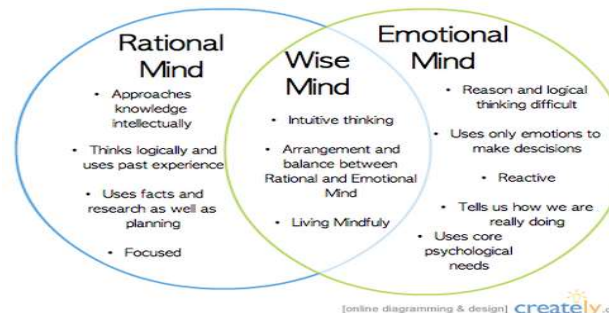 Rational
Mind
• Approaches
knowledge
intellectually
• Thinks logically and
uses past experience
• Uses facts and
research as well as
planning
• Focused
Wise
Mind
• Intuitive thinking
• Arrangement and
balance between
Rational and Emotional
Mind
• Living Mindfuly
Emotional
Mind
• Reason and logical
thinking difficult
• Uses only emotions to
make descisions
• Reactive
• Tells us how we are
really doing
• Uses core
psychological
needs
[online diagramming & design] creately.c